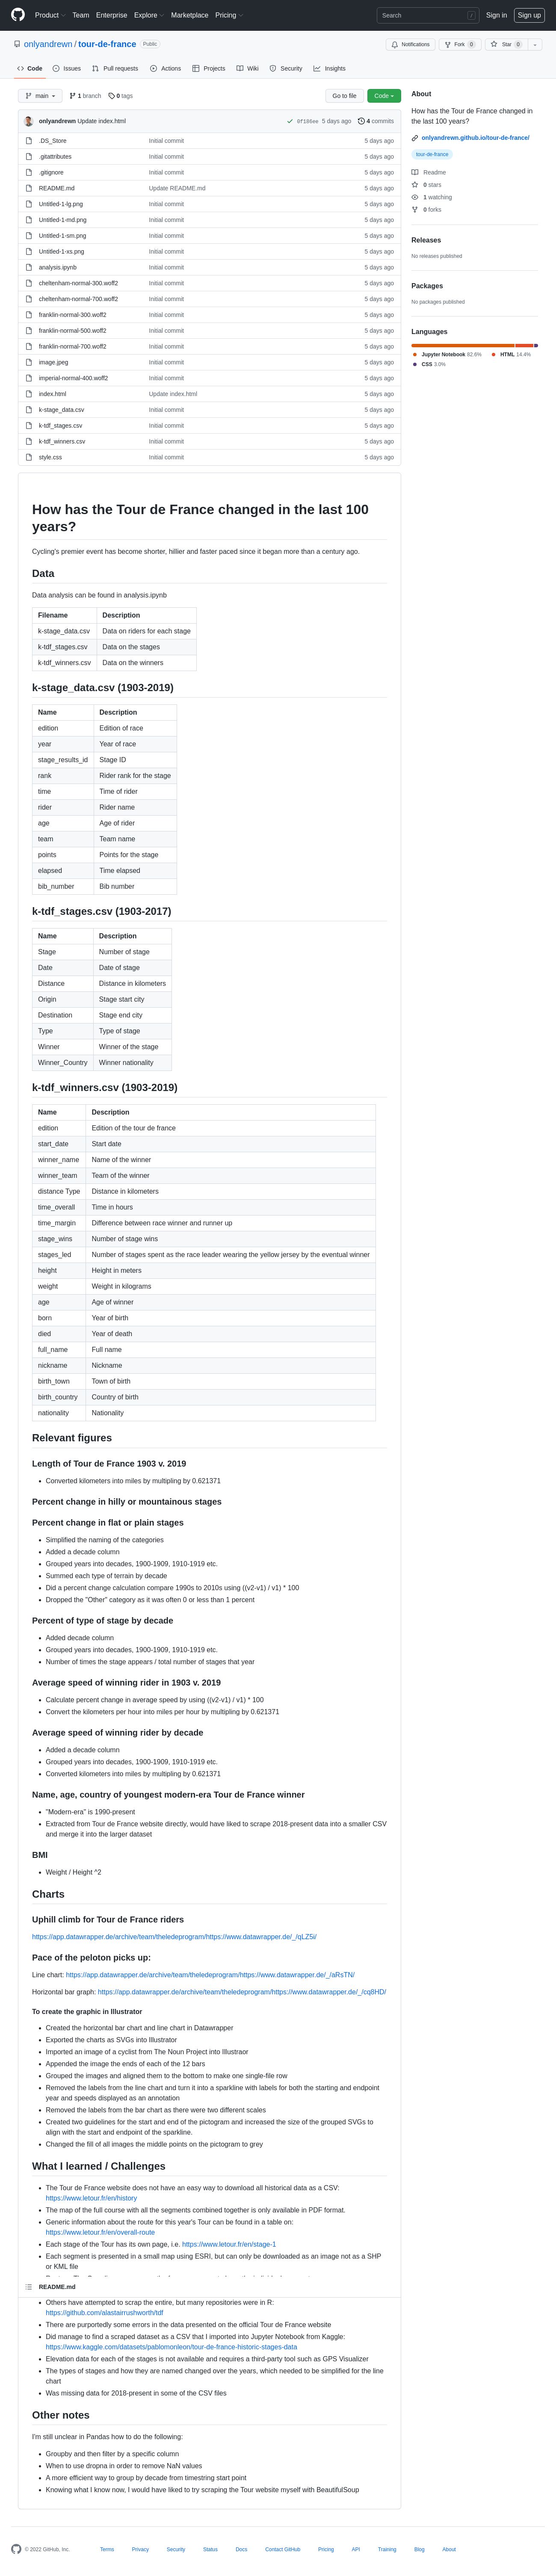 Product Team Enterprise Explore Marketplace Pricing
Search /
Sign in Sign up
onlyandrewn / tour-de-france Public
Notifications Fork 0 Star 0
Code Issues Pull requests Actions Projects Wiki Security Insights
main 1 branch 0 tags Go to file Code
onlyandrewn Update index.html 5 days ago 4 commits
.DS_Store Initial commit 5 days ago
.gitattributes Initial commit 5 days ago
.gitignore Initial commit 5 days ago
README.md Update README.md 5 days ago
Untitled-1-lg.png Initial commit 5 days ago
Untitled-1-md.png Initial commit 5 days ago
Untitled-1-sm.png Initial commit 5 days ago
Untitled-1-xs.png Initial commit 5 days ago
analysis.ipynb Initial commit 5 days ago
cheltenham-normal-300.woff2 Initial commit 5 days ago
cheltenham-normal-700.woff2 Initial commit 5 days ago
franklin-normal-300.woff2 Initial commit 5 days ago
franklin-normal-500.woff2 Initial commit 5 days ago
franklin-normal-700.woff2 Initial commit 5 days ago
image.jpeg Initial commit 5 days ago
imperial-normal-400.woff2 Initial commit 5 days ago
index.html Update index.html 5 days ago
k-stage_data.csv Initial commit 5 days ago
k-tdf_stages.csv Initial commit 5 days ago
k-tdf_winners.csv Initial commit 5 days ago
style.css Initial commit 5 days ago
About
How has the Tour de France changed in
the last 100 years?
onlyandrewn.github.io/tour-de-france/
tour-de-france
Readme
0 stars
1 watching
0 forks
Releases
No releases published
Packages
No packages published
Languages
Jupyter Notebook 82.6% HTML 14.4%
CSS 3.0%
How has the Tour de France changed in the last 100
years?
Cycling's premier event has become shorter, hillier and faster paced since it began more than a century ago.
Data
Data analysis can be found in analysis.ipynb
Filename Description
k-stage_data.csv Data on riders for each stage
k-tdf_stages.csv Data on the stages
k-tdf_winners.csv Data on the winners
k-stage_data.csv (1903-2019)
Name Description
edition Edition of race
year Year of race
stage_results_id Stage ID
rank Rider rank for the stage
time Time of rider
rider Rider name
age Age of rider
team Team name
points Points for the stage
elapsed Time elapsed
bib_number Bib number
k-tdf_stages.csv (1903-2017)
Name Description
Stage Number of stage
Date Date of stage
Distance Distance in kilometers
Origin Stage start city
Destination Stage end city
Type Type of stage
Winner Winner of the stage
Winner_Country Winner nationality
k-tdf_winners.csv (1903-2019)
Name Description
edition Edition of the tour de france
start_date Start date
winner_name Name of the winner
winner_team Team of the winner
distance Type Distance in kilometers
time_overall Time in hours
time_margin Difference between race winner and runner up
stage_wins Number of stage wins
stages_led Number of stages spent as the race leader wearing the yellow jersey by the eventual winner
height Height in meters
weight Weight in kilograms
age Age of winner
born Year of birth
died Year of death
full_name Full name
nickname Nickname
birth_town Town of birth
birth_country Country of birth
nationality Nationality
Relevant figures
Length of Tour de France 1903 v. 2019
Converted kilometers into miles by multipling by 0.621371
Percent change in hilly or mountainous stages
Percent change in flat or plain stages
Simplified the naming of the categories
Added a decade column
Grouped years into decades, 1900-1909, 1910-1919 etc.
Summed each type of terrain by decade
Did a percent change calculation compare 1990s to 2010s using ((v2-v1) / v1) * 100
Dropped the "Other" category as it was often 0 or less than 1 percent
Percent of type of stage by decade
Added decade column
Grouped years into decades, 1900-1909, 1910-1919 etc.
Number of times the stage appears / total number of stages that year
Average speed of winning rider in 1903 v. 2019
Calculate percent change in average speed by using ((v2-v1) / v1) * 100
Convert the kilometers per hour into miles per hour by multipling by 0.621371
Average speed of winning rider by decade
Added a decade column
Grouped years into decades, 1900-1909, 1910-1919 etc.
Converted kilometers into miles by multipling by 0.621371
Name, age, country of youngest modern-era Tour de France winner
"Modern-era" is 1990-present
Extracted from Tour de France website directly, would have liked to scrape 2018-present data into a smaller CSV
and merge it into the larger dataset
BMI
Weight / Height ^2
Charts
Uphill climb for Tour de France riders
https://app.datawrapper.de/archive/team/theledeprogram/https://www.datawrapper.de/_/qLZ5i/
Pace of the peloton picks up:
Line chart: https://app.datawrapper.de/archive/team/theledeprogram/https://www.datawrapper.de/_/aRsTN/
Horizontal bar graph: https://app.datawrapper.de/archive/team/theledeprogram/https://www.datawrapper.de/_/cq8HD/
To create the graphic in Illustrator
Created the horizontal bar chart and line chart in Datawrapper
Exported the charts as SVGs into Illustrator
Imported an image of a cyclist from The Noun Project into Illustraor
Appended the image the ends of each of the 12 bars
Grouped the images and aligned them to the bottom to make one single-file row
Removed the labels from the line chart and turn it into a sparkline with labels for both the starting and endpoint
year and speeds displayed as an annotation
Removed the labels from the bar chart as there were two different scales
Created two guidelines for the start and end of the pictogram and increased the size of the grouped SVGs to
align with the start and endpoint of the sparkline.
Changed the fill of all images the middle points on the pictogram to grey
What I learned / Challenges
The Tour de France website does not have an easy way to download all historical data as a CSV:
https://www.letour.fr/en/history
The map of the full course with all the segments combined together is only available in PDF format.
Generic information about the route for this year's Tour can be found in a table on:
https://www.letour.fr/en/overall-route
Each stage of the Tour has its own page, i.e. https://www.letour.fr/en/stage-1
Each segment is presented in a small map using ESRI, but can only be downloaded as an image not as a SHP
or KML file
README.md
Others have attempted to scrap the entire, but many repositories were in R:
https://github.com/alastairrushworth/tdf
There are purportedly some errors in the data presented on the official Tour de France website
Did manage to find a scraped dataset as a CSV that I imported into Jupyter Notebook from Kaggle:
https://www.kaggle.com/datasets/pablomonleon/tour-de-france-historic-stages-data
Elevation data for each of the stages is not available and requires a third-party tool such as GPS Visualizer
The types of stages and how they are named changed over the years, which needed to be simplified for the line
chart
Was missing data for 2018-present in some of the CSV files
Other notes
I'm still unclear in Pandas how to do the following:
Groupby and then filter by a specific column
When to use dropna in order to remove NaN values
A more efficient way to group by decade from timestring start point
Knowing what I know now, I would have liked to try scraping the Tour website myself with BeautifulSoup
© 2022 GitHub, Inc. Terms Privacy Security Status Docs Contact GitHub Pricing API Training Blog About